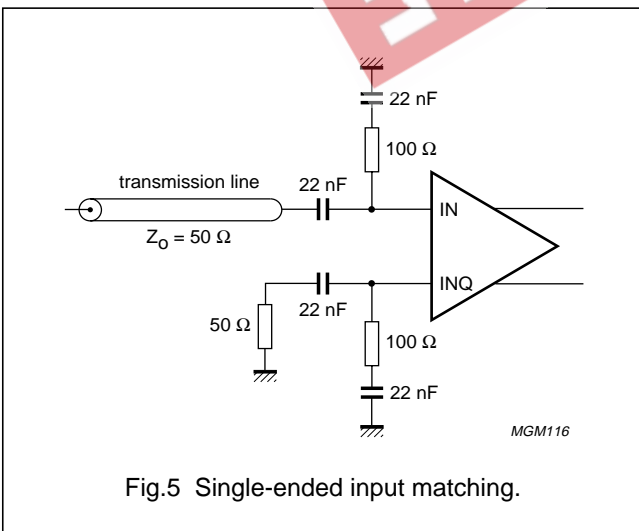 22 nF
100 Ω
transmission line
22 nF
IN
Z₀ = 50 Ω
INQ
22 nF
50 Ω
100 Ω
22 nF
MGM116
Fig.5 Single-ended input matching.